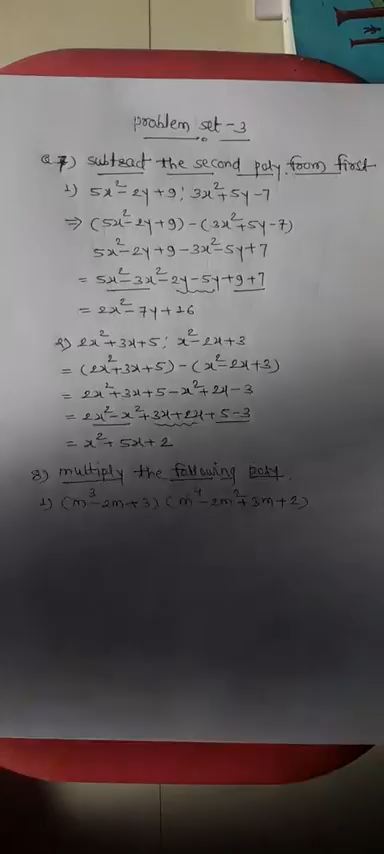 problem set - 3
Q.7) subtract the second poly. from first
1) 5x² - 2y + 9 ; 3x² + 5y - 7
⇒ (5x² - 2y + 9) - (3x² + 5y - 7)
5x² - 2y + 9 - 3x² - 5y + 7
= 5x² - 3x² - 2y - 5y + 9 + 7
= 2x² - 7y + 16
2) 2x² + 3x + 5 ; x² - 2x + 3
= (2x² + 3x + 5) - (x² - 2x + 3)
= 2x² + 3x + 5 - x² + 2x - 3
= 2x² - x² + 3x + 2x + 5 - 3
= x² + 5x + 2
8) multiply the following poly.
1) (m³ - 2m + 3) (m⁴ - 2m² + 3m + 2)